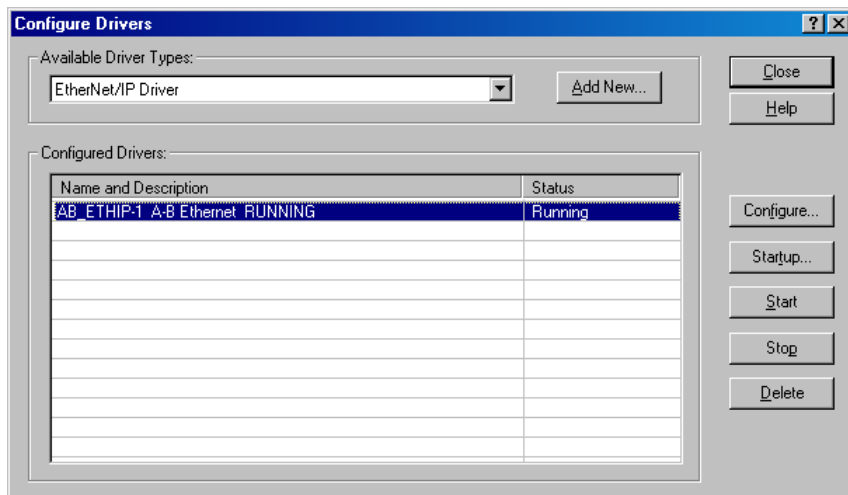 Configure Drivers
Available Driver Types:
EtherNet/IP Driver
Add New...
Close
Help
Configured Drivers:
Name and Description Status
AB_ETHIP-1 A-B Ethernet RUNNING Running
Configure...
Startup...
Start
Stop
Delete